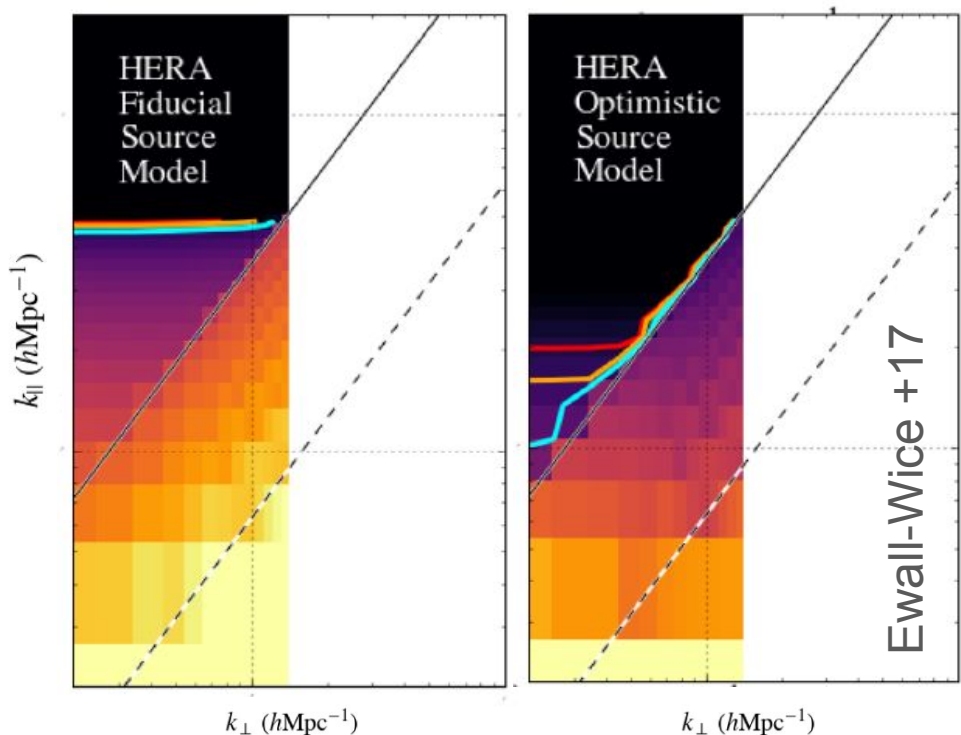 HERA
Fiducial
Source
Model
HERA
Optimistic
Source
Model
k∥ (hMpc⁻¹)
k⊥ (hMpc⁻¹)
k⊥ (hMpc⁻¹)
Ewall-Wice +17